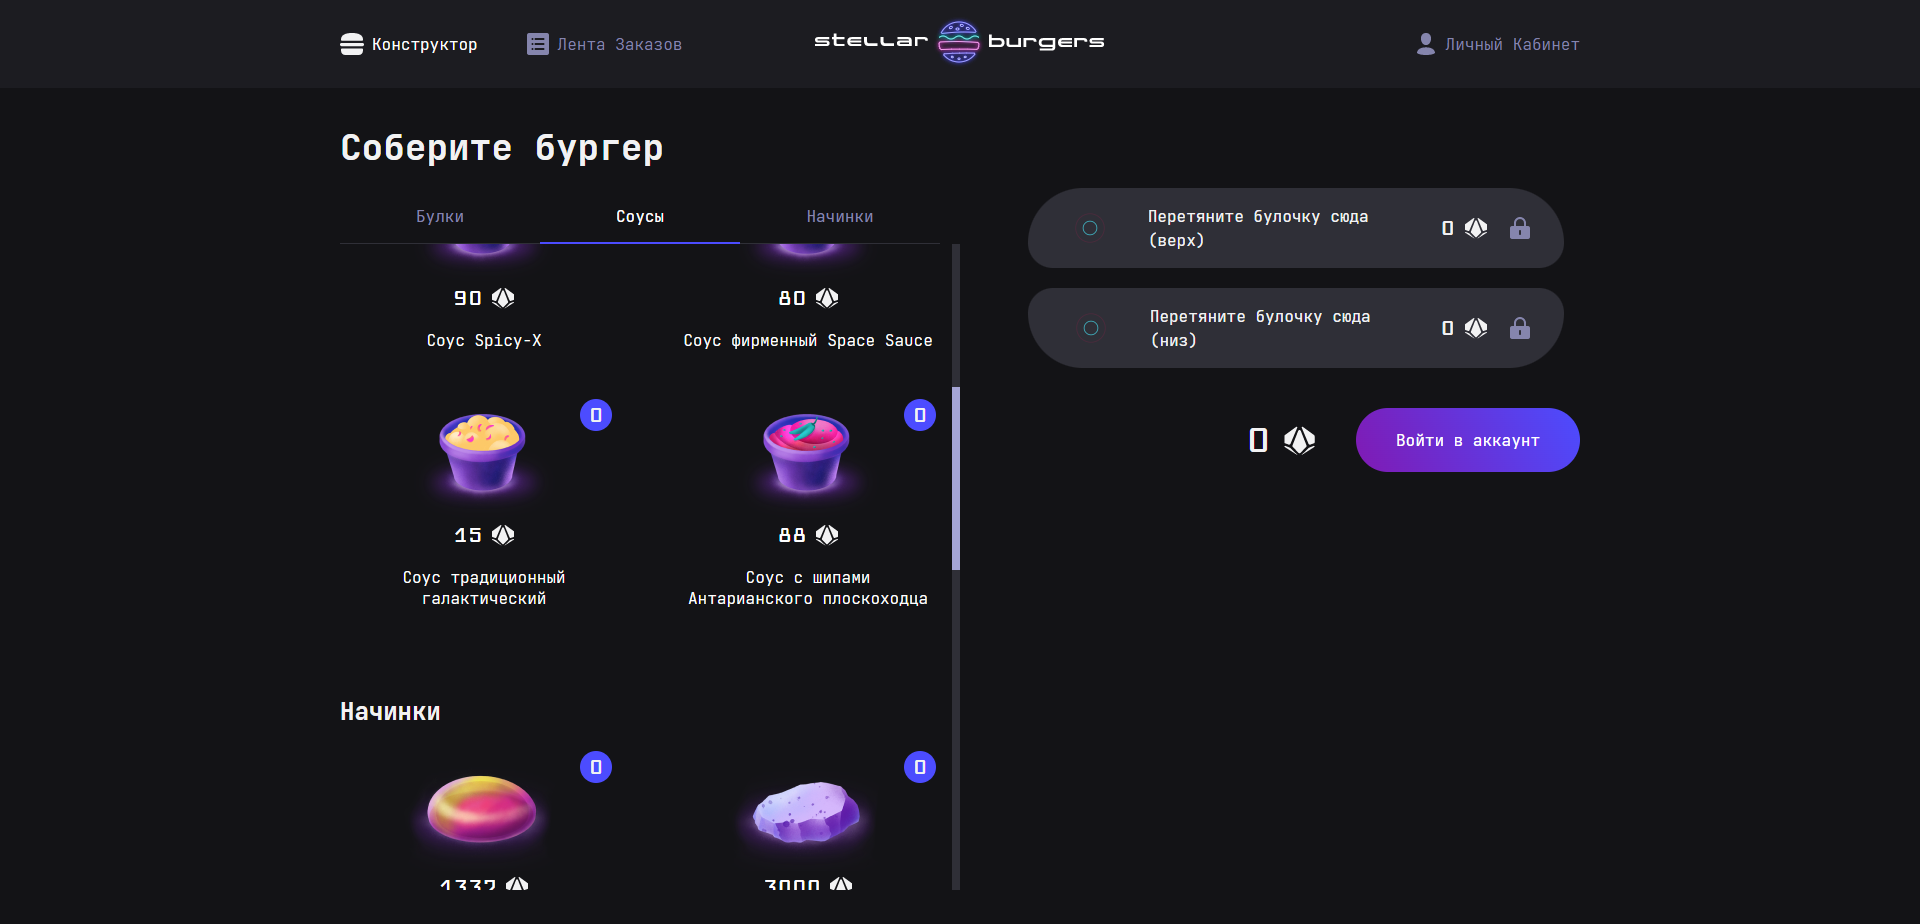 Конструктор
Лента Заказов
stellar burgers
Личный Кабинет
Соберите бургер
Булки
Соусы
Начинки
90
80
Соус Spicy-X
Соус фирменный Space Sauce
0
0
15
88
Соус традиционный
галактический
Соус с шипами
Антарианского плоскоходца
Начинки
0
0
1337
3000
Перетяните булочку сюда
(верх)
0
Перетяните булочку сюда
(низ)
0
0
Войти в аккаунт